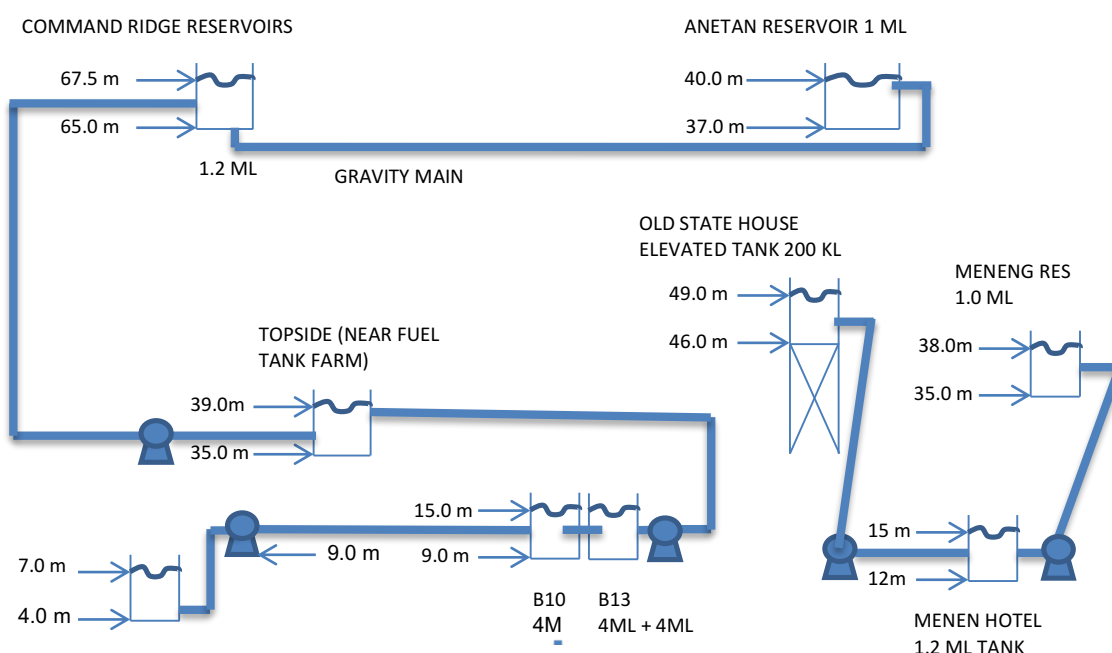 COMMAND RIDGE RESERVOIRS
67.5 m
65.0 m
1.2 ML
GRAVITY MAIN
ANETAN RESERVOIR 1 ML
40.0 m
37.0 m
OLD STATE HOUSE
ELEVATED TANK 200 KL
49.0 m
46.0 m
MENENG RES
1.0 ML
38.0m
35.0 m
TOPSIDE (NEAR FUEL
TANK FARM)
39.0m
35.0 m
15.0 m
9.0 m
9.0 m
7.0 m
4.0 m
B10
4M
B13
4ML + 4ML
15 m
12m
MENEN HOTEL
1.2 ML TANK